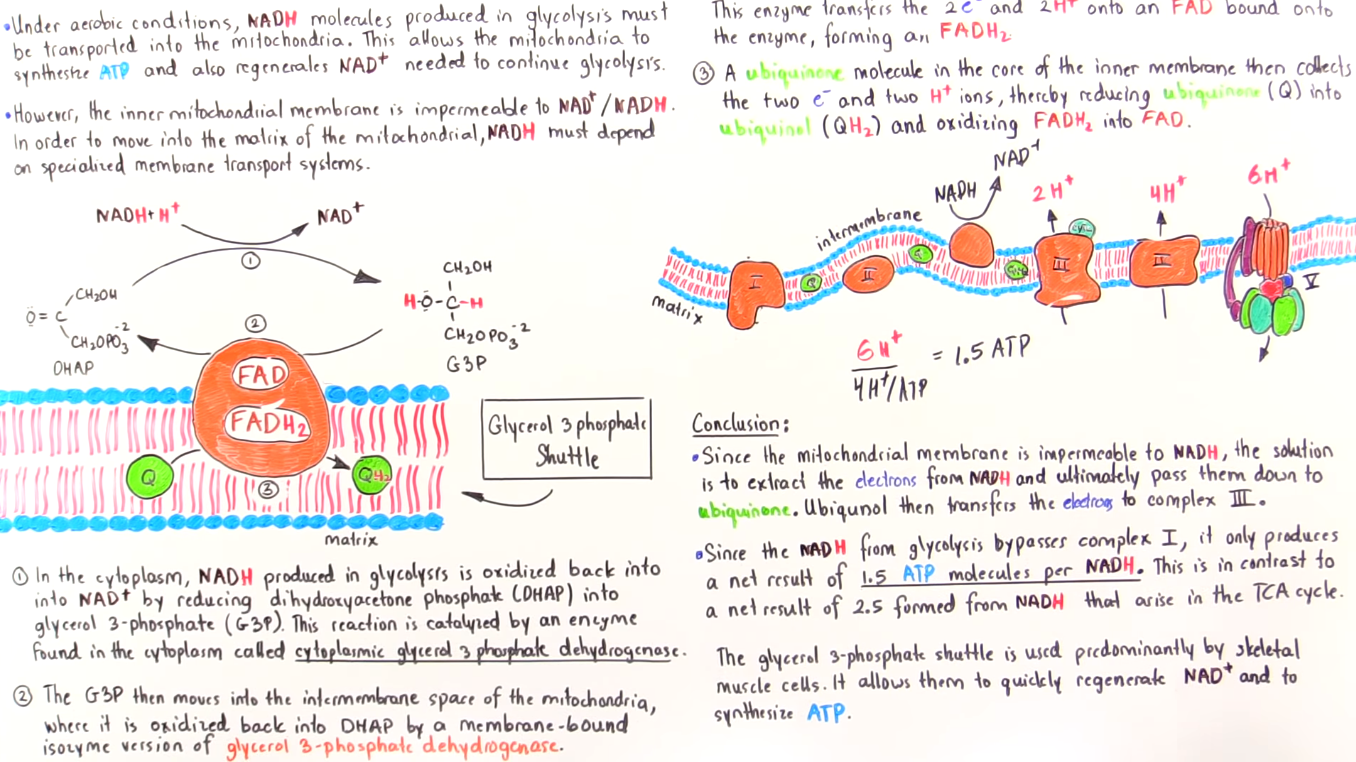 •Under aerobic conditions, NADH molecules produced in glycolysis must
be transported into the mitochondria. This allows the mitochondria to
synthesize ATP and also regenerates NAD+ needed to continue glycolysis.
•However, the inner mitochondrial membrane is impermeable to NAD+/NADH.
In order to move into the matrix of the mitochondrial, NADH must depend
on specialized membrane transport systems.
NADH+H+
NAD+
①
CH2OH
Ö=C
CH2OPO3-2
DHAP
CH2OH
H-Ö-C-H
CH2OPO3-2
G3P
②
FAD
FADH2
Q
QH2
③
Glycerol 3 phosphate
Shuttle
matrix
① In the cytoplasm, NADH produced in glycolysis is oxidized back into
into NAD+ by reducing dihydroxyacetone phosphate (DHAP) into
glycerol 3-phosphate (G3P). This reaction is catalyzed by an enzyme
found in the cytoplasm called cytoplasmic glycerol 3 phosphate dehydrogenase.
② The G3P then moves into the intermembrane space of the mitochondria,
where it is oxidized back into DHAP by a membrane-bound
isozyme version of glycerol 3-phosphate dehydrogenase.
This enzyme transfers the 2e- and 2H+ onto an FAD bound onto
the enzyme, forming an FADH2
③ A ubiquinone molecule in the core of the inner membrane then collects
the two e- and two H+ ions, thereby reducing ubiquinone (Q) into
ubiquinol (QH2) and oxidizing FADH2 into FAD.
NADH
NAD+
2H+
4H+
6H+
intermembrane
matrix
I
Q
II
Q
III
V
6H+
4H+/ATP
= 1.5 ATP
Conclusion:
•Since the mitochondrial membrane is impermeable to NADH, the solution
is to extract the electrons from NADH and ultimately pass them down to
ubiquinone. Ubiqunol then transfers the electrons to complex III.
•Since the NADH from glycolysis bypasses complex I, it only produces
a net result of 1.5 ATP molecules per NADH. This is in contrast to
a net result of 2.5 formed from NADH that arise in the TCA cycle.
The glycerol 3-phosphate shuttle is used predominantly by skeletal
muscle cells. It allows them to quickly regenerate NAD+ and to
synthesize ATP.